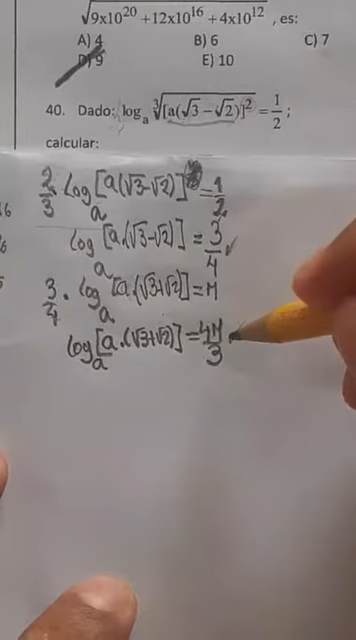 √9x10²⁰ +12x10¹⁶ +4x10¹² , es:
A) 4 B) 6 C) 7
D) 9 E) 10
40. Dado: logₐ ∛[a(√3−√2)]² = 1/2 ;
calcular:
2/3 · log a [a(√3-√2)] = 1/2
log a [a.(√3-√2)] = 3/4 ✓
3/4 · log a [a.(√3+√2)] = M
log a [a.(√3+√2)] = 4M/3